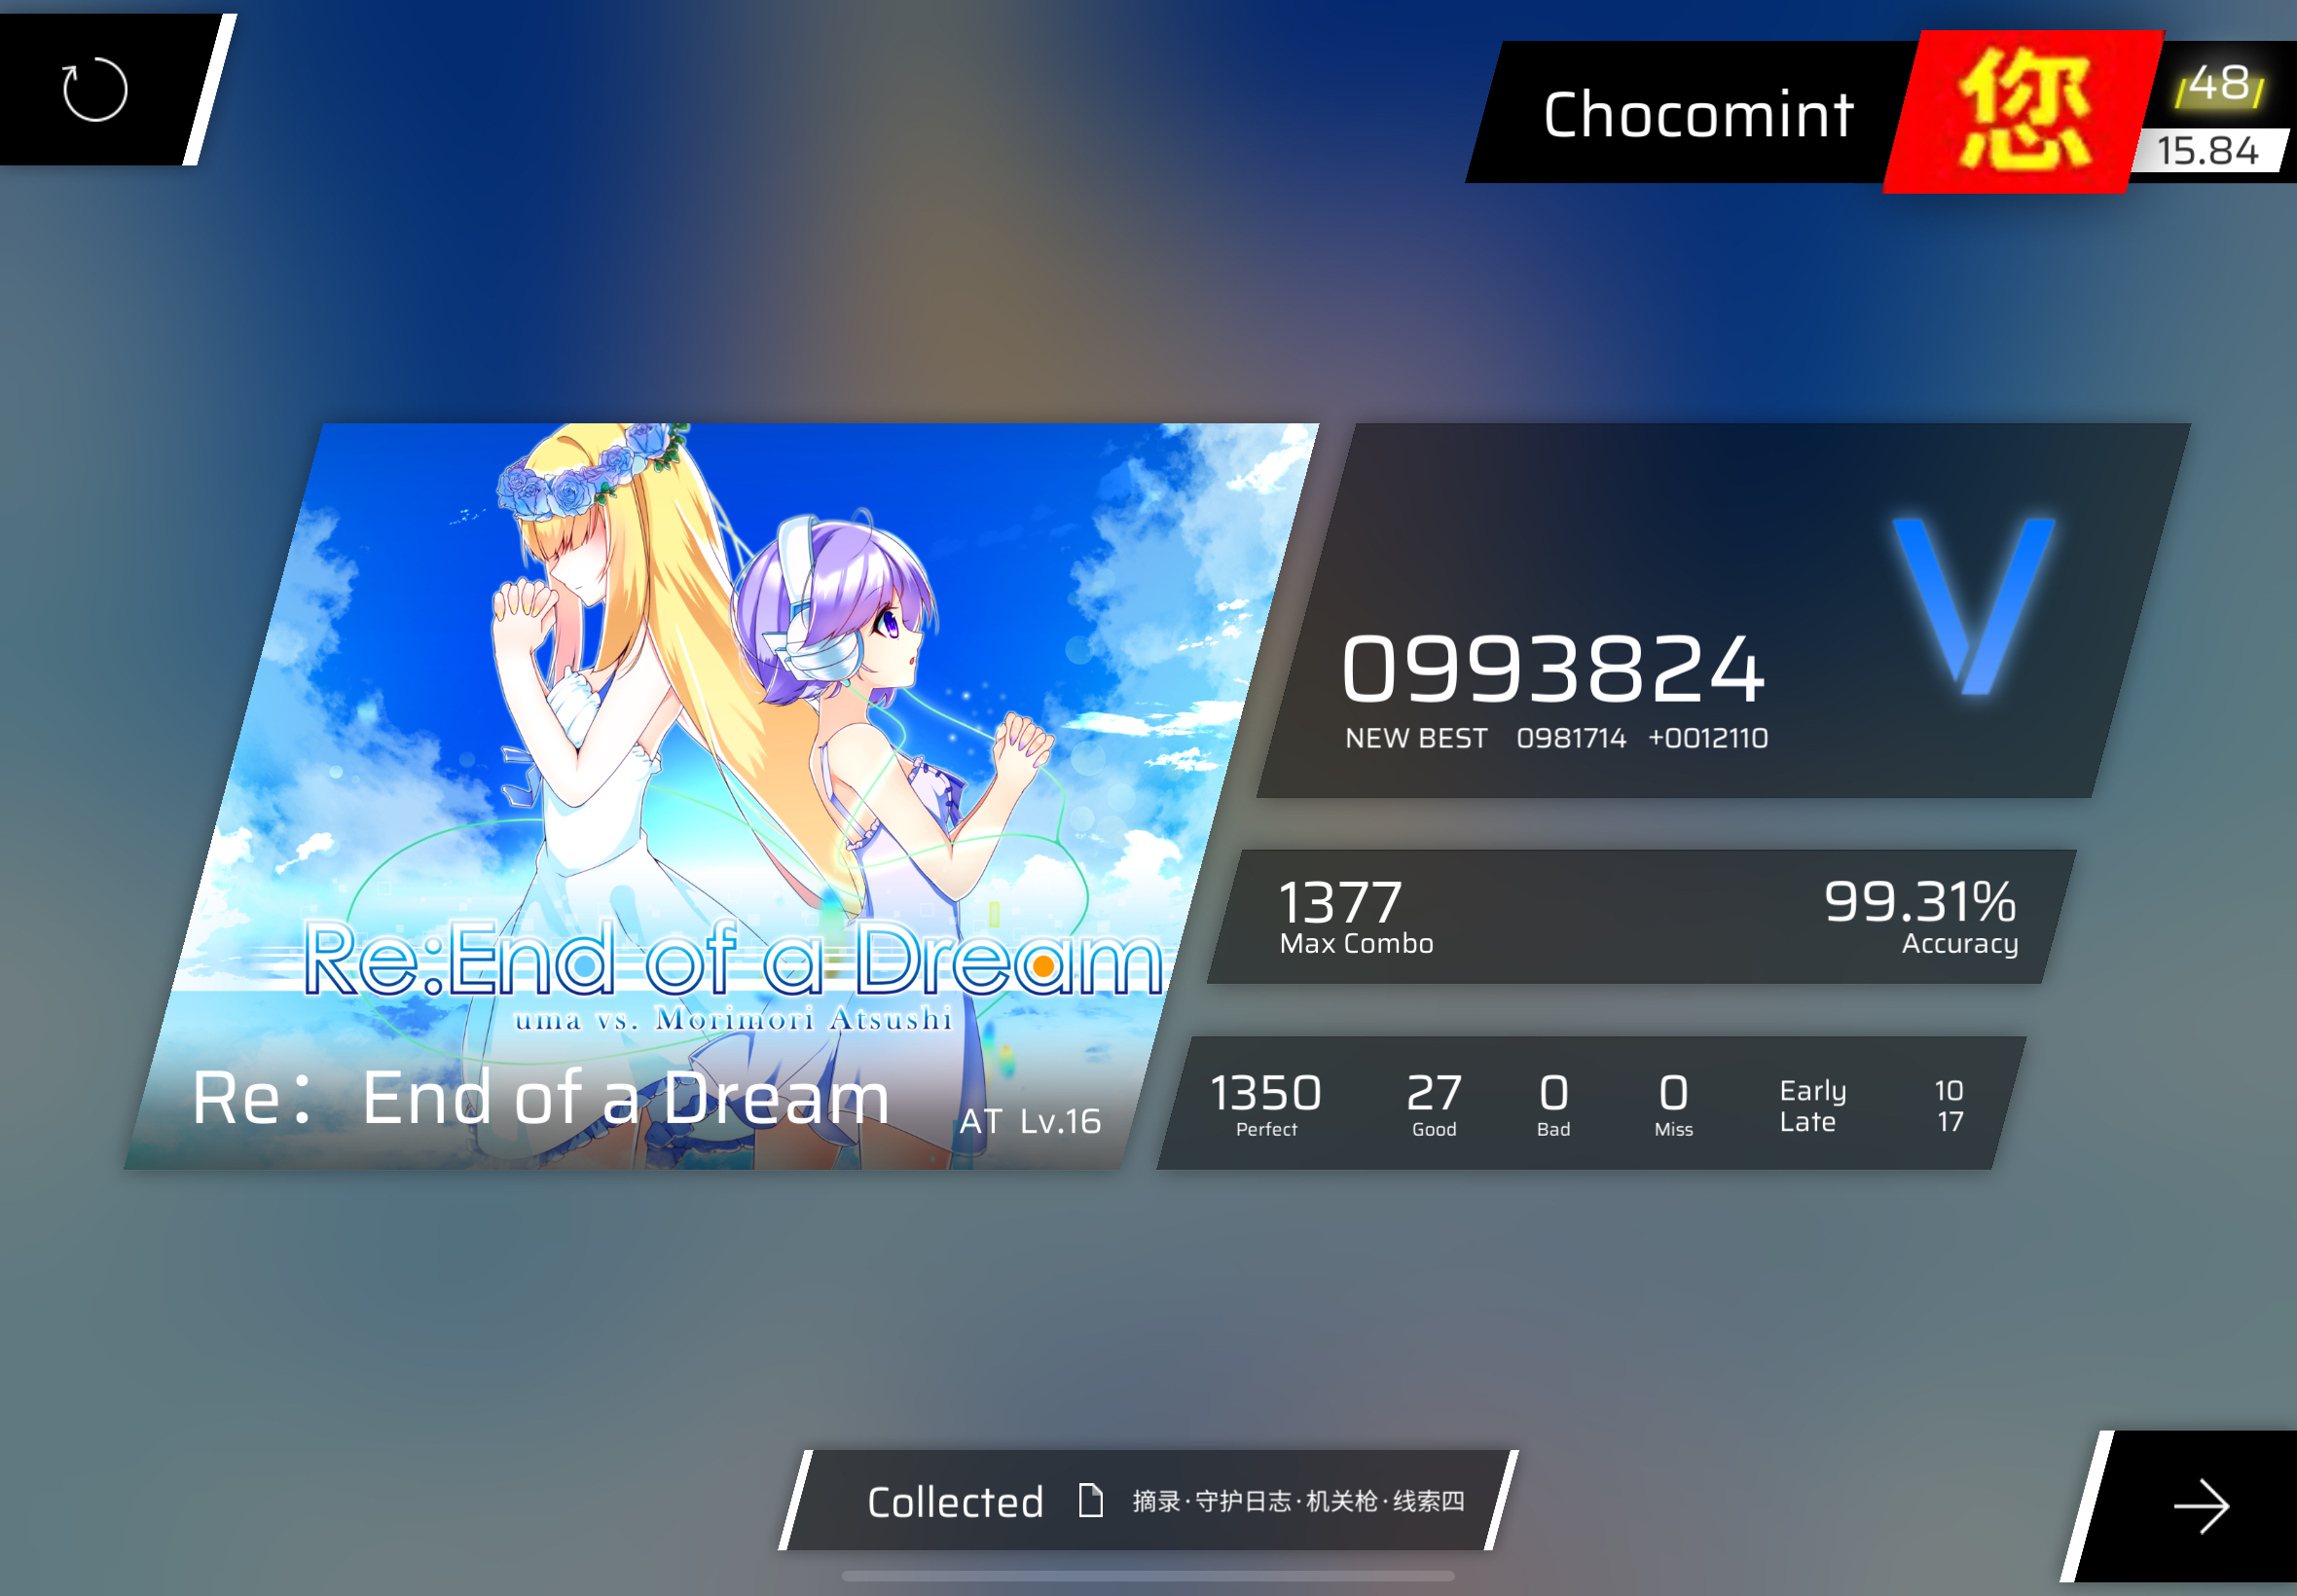 Chocomint
您
/48/
15.84
Re:End of a Dream
uma vs. Morimori Atsushi
Re：End of a Dream
AT Lv.16
V
0993824
NEW BEST 0981714 +0012110
1377
Max Combo
99.31%
Accuracy
1350
Perfect
27
Good
0
Bad
0
Miss
Early 10
Late 17
Collected 摘录·守护日志·机关枪·线索四